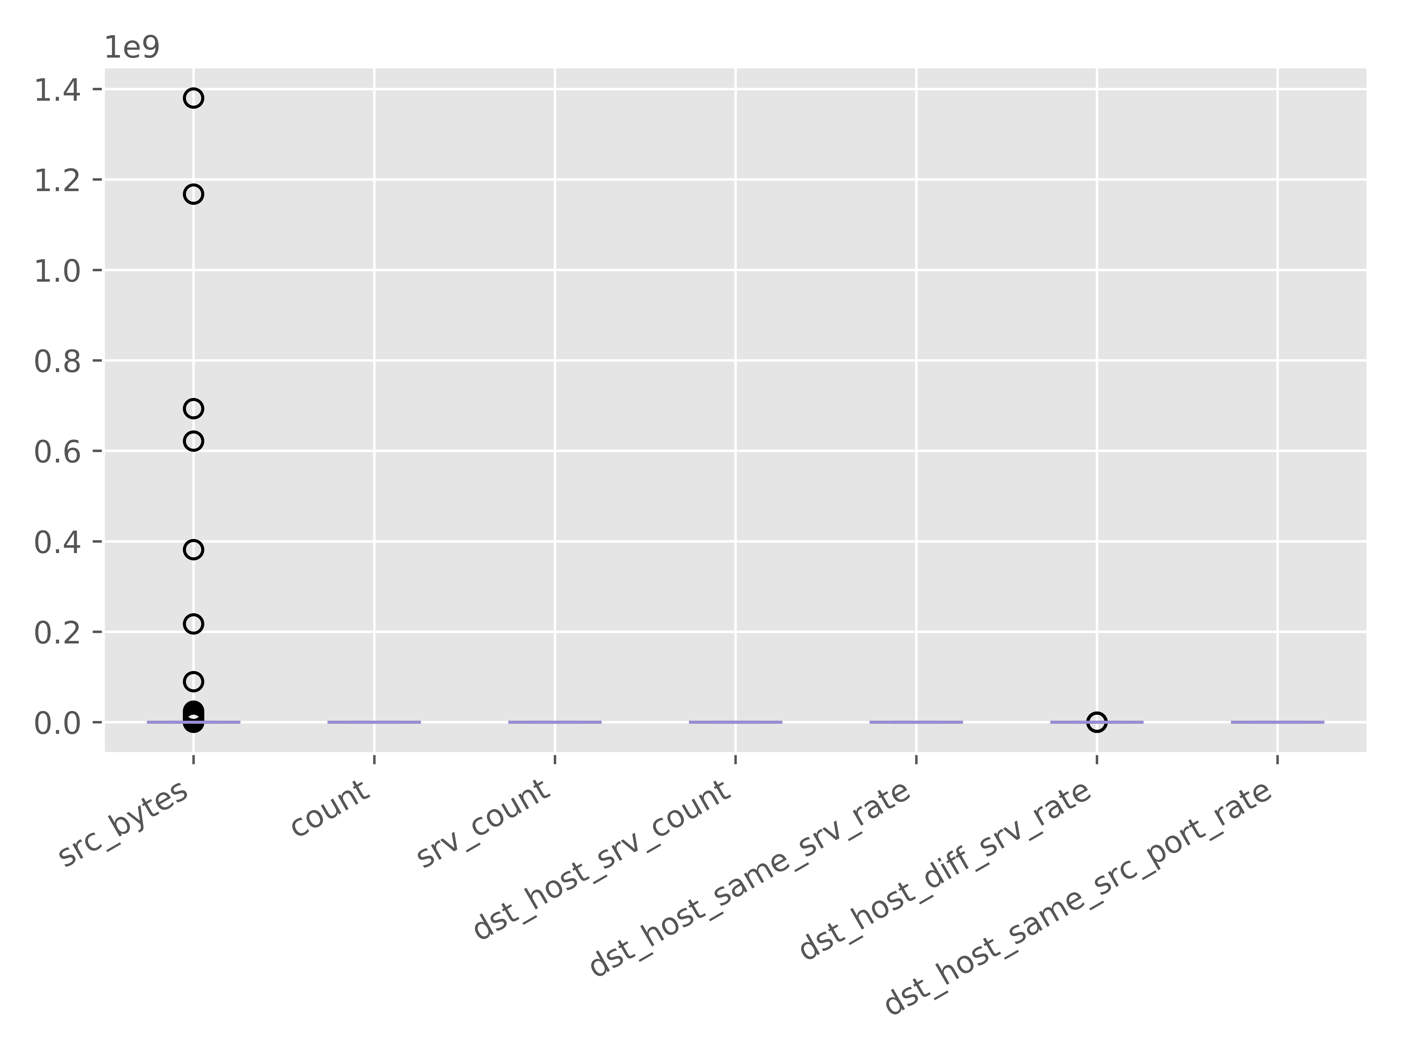 1e9
1.4
1.2
1.0
0.8
0.6
0.4
0.2
0.0
src_bytes
count
srv_count
dst_host_srv_count
dst_host_same_srv_rate
dst_host_diff_srv_rate
dst_host_same_src_port_rate